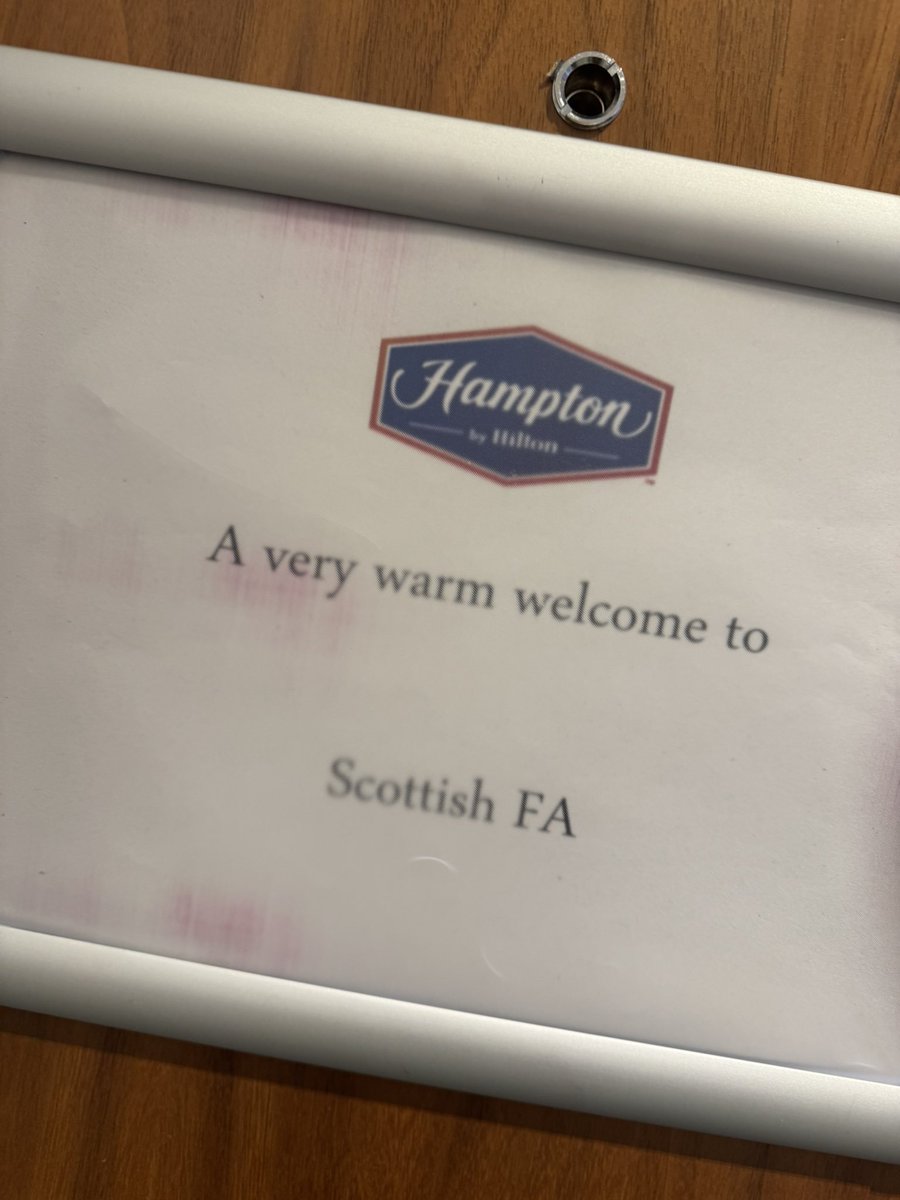 Hampton
by Hilton
A very warm welcome to
Scottish FA